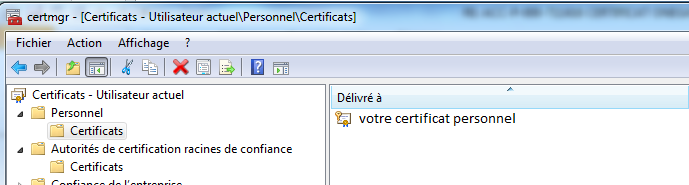 certmgr - [Certificats - Utilisateur actuel\Personnel\Certificats]
Fichier Action Affichage ?
Certificats - Utilisateur actuel
Personnel
Certificats
Autorités de certification racines de confiance
Certificats
Confiance de l'entreprise
Délivré à
votre certificat personnel